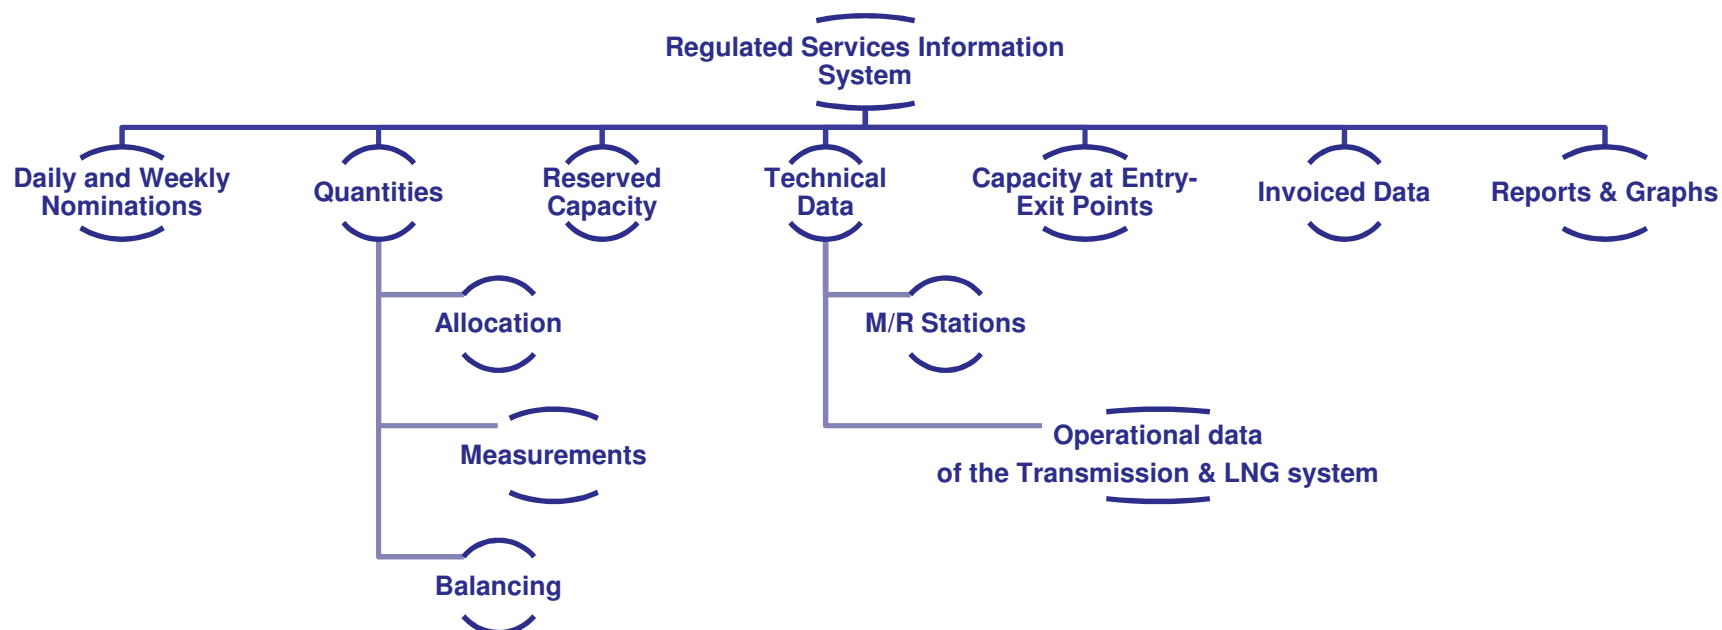 Regulated Services Information
System
Daily and Weekly
Nominations
Quantities
Reserved
Capacity
Technical
Data
Capacity at Entry-
Exit Points
Invoiced Data
Reports & Graphs
Allocation
M/R Stations
Measurements
Operational data
of the Transmission & LNG system
Balancing